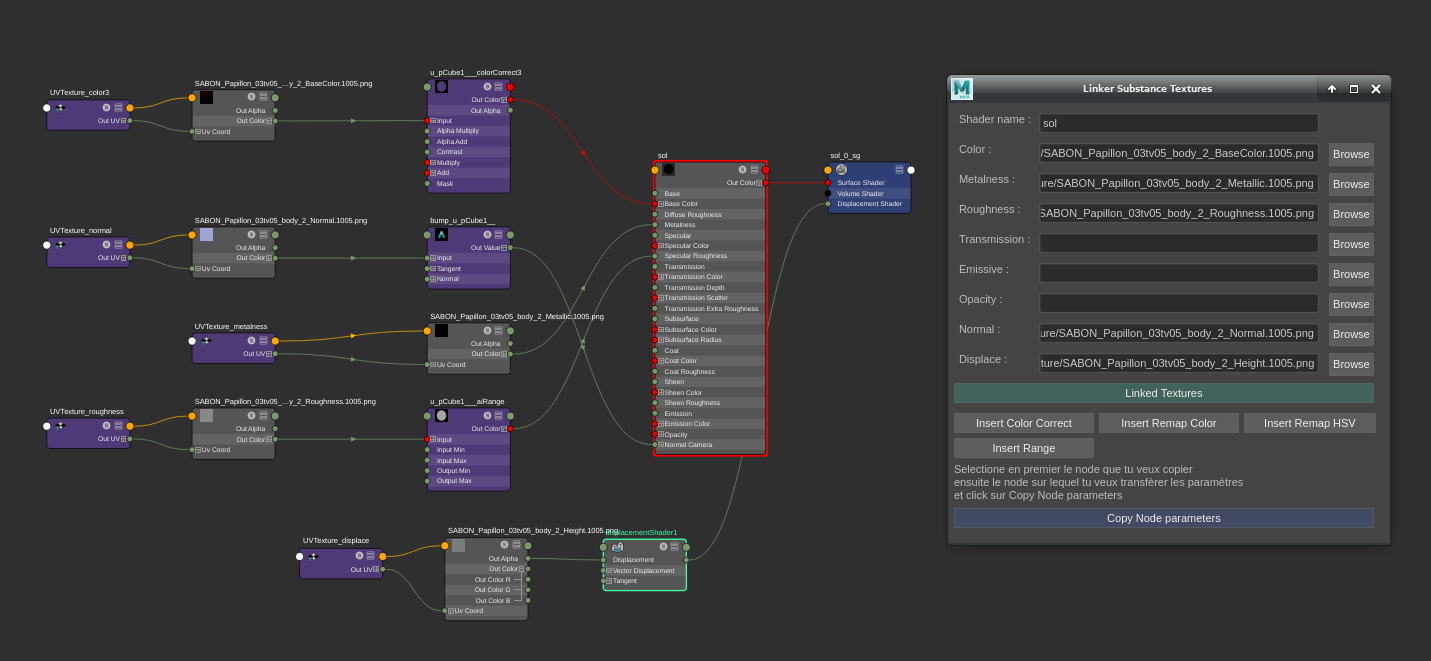 UVTexture_color3
Out UV
SABON_Papillon_03tv05_...y_2_BaseColor.1005.png
Out Alpha
Out Color
Uv Coord
u_pCube1___colorCorrect3
Out Color
Out Alpha
Input
Alpha Multiply
Alpha Add
Contrast
Multiply
Add
Mask
UVTexture_normal
Out UV
SABON_Papillon_03tv05_body_2_Normal.1005.png
Out Alpha
Out Color
Uv Coord
bump_u_pCube1__
Out Value
Input
Tangent
Normal
UVTexture_metalness
Out UV
SABON_Papillon_03tv05_body_2_Metallic.1005.png
Out Alpha
Out Color
Uv Coord
UVTexture_roughness
Out UV
SABON_Papillon_03tv05_...y_2_Roughness.1005.png
Out Alpha
Out Color
Uv Coord
u_pCube1___aiRange
Out Color
Input
Input Min
Input Max
Output Min
Output Max
UVTexture_displace
Out UV
SABON_Papillon_03tv05_body_2_Height.1005.png
Out Alpha
Out Color
Out Color R
Out Color G
Out Color B
Uv Coord
displacementShader1
Displacement
Vector Displacement
Tangent
sol
Out Color
Base
Base Color
Diffuse Roughness
Metalness
Specular
Specular Color
Specular Roughness
Transmission
Transmission Color
Transmission Depth
Transmission Scatter
Transmission Extra Roughness
Subsurface
Subsurface Color
Subsurface Radius
Coat
Coat Color
Coat Roughness
Sheen
Sheen Color
Sheen Roughness
Emission
Emission Color
Opacity
Normal Camera
sol_0_sg
Surface Shader
Volume Shader
Displacement Shader
Linker Substance Textures
Shader name : sol
Color : /SABON_Papillon_03tv05_body_2_BaseColor.1005.png Browse
Metalness : ure/SABON_Papillon_03tv05_body_2_Metallic.1005.png Browse
Roughness : SABON_Papillon_03tv05_body_2_Roughness.1005.png Browse
Transmission : Browse
Emissive : Browse
Opacity : Browse
Normal : ure/SABON_Papillon_03tv05_body_2_Normal.1005.png Browse
Displace : ture/SABON_Papillon_03tv05_body_2_Height.1005.png Browse
Linked Textures
Insert Color Correct Insert Remap Color Insert Remap HSV
Insert Range
Selectione en premier le node que tu veux copier
ensuite le node sur lequel tu veux transfèrer les paramètres
et click sur Copy Node parameters
Copy Node parameters